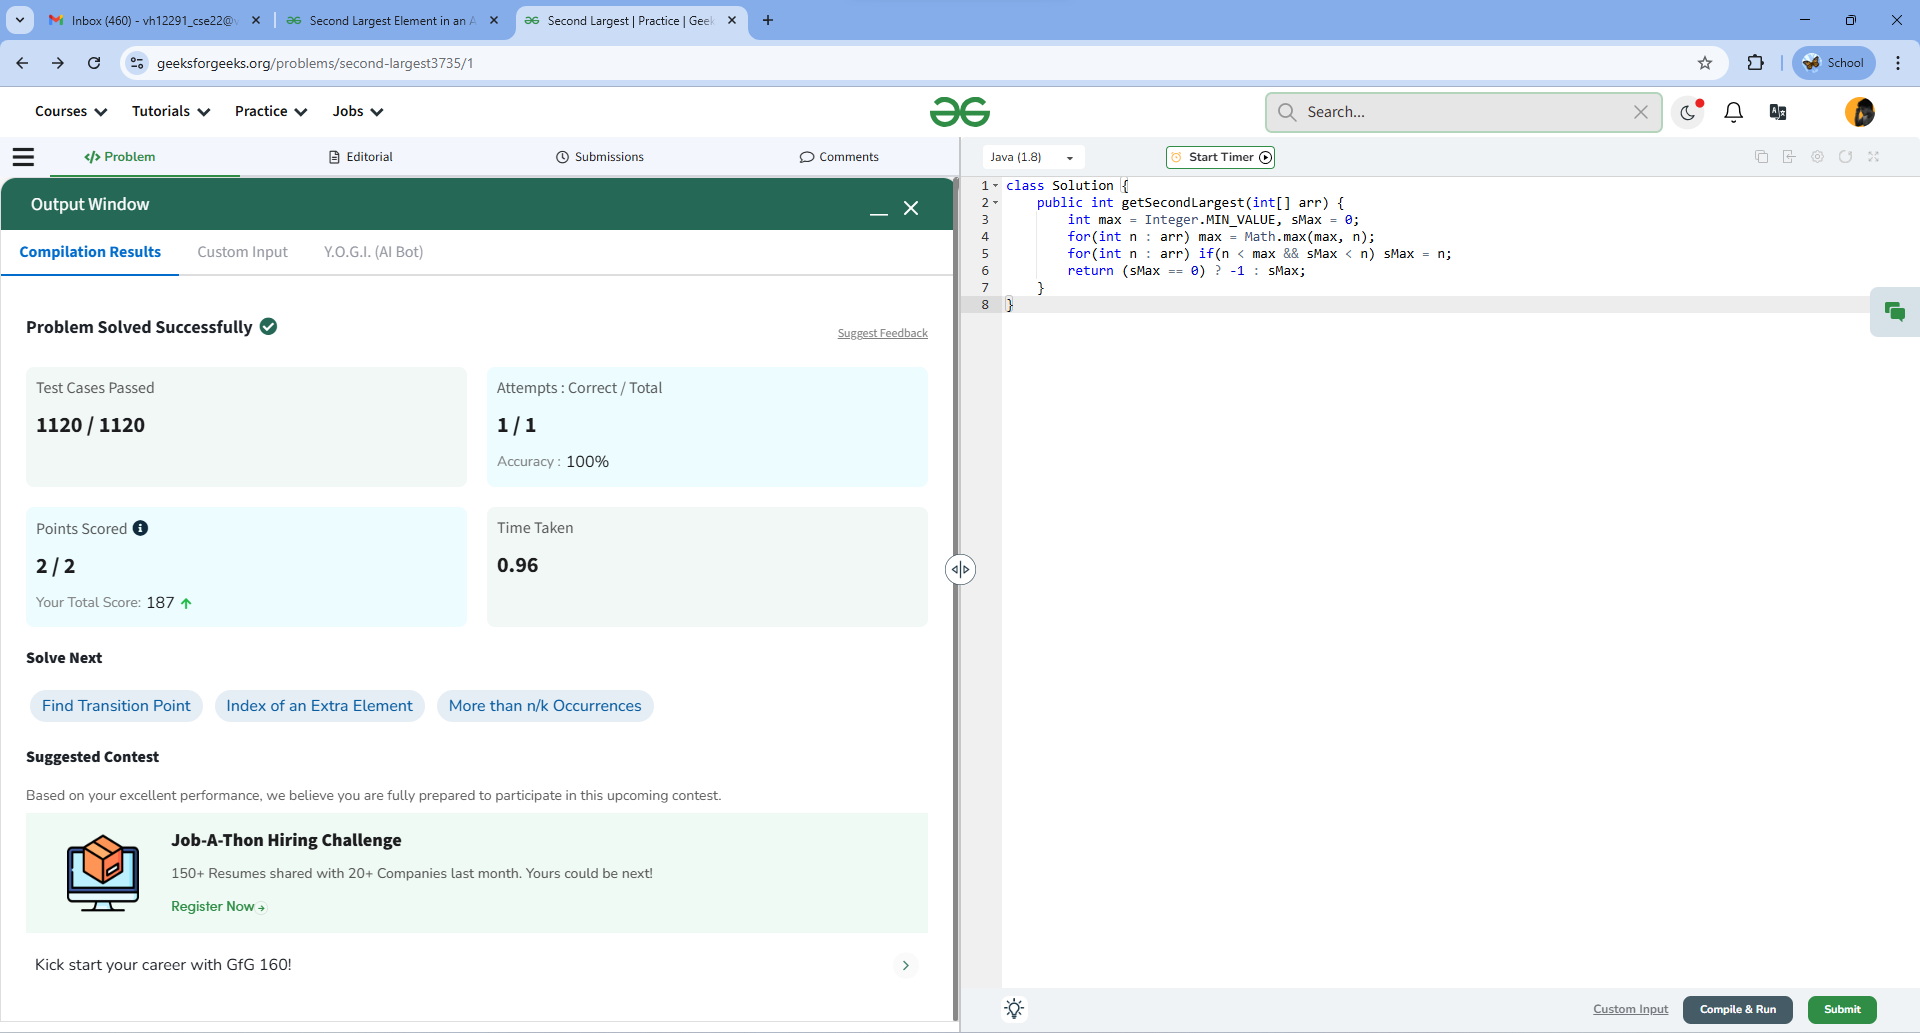 Inbox (460) - vh12291_cse22@v
Second Largest Element in an A
Second Largest | Practice | Geek
geeksforgeeks.org/problems/second-largest3735/1
School
Courses
Tutorials
Practice
Jobs
Search...
Problem
Editorial
Submissions
Comments
Java (1.8)
Start Timer
Output Window
Compilation Results
Custom Input
Y.O.G.I. (AI Bot)
Problem Solved Successfully
Suggest Feedback
Test Cases Passed
1120 / 1120
Attempts : Correct / Total
1 / 1
Accuracy : 100%
Points Scored
2 / 2
Your Total Score: 187
Time Taken
0.96
Solve Next
Find Transition Point
Index of an Extra Element
More than n/k Occurrences
Suggested Contest
Based on your excellent performance, we believe you are fully prepared to participate in this upcoming contest.
Job-A-Thon Hiring Challenge
150+ Resumes shared with 20+ Companies last month. Yours could be next!
Register Now
Kick start your career with GfG 160!
1 class Solution {
2 public int getSecondLargest(int[] arr) {
3 int max = Integer.MIN_VALUE, sMax = 0;
4 for(int n : arr) max = Math.max(max, n);
5 for(int n : arr) if(n < max && sMax < n) sMax = n;
6 return (sMax == 0) ? -1 : sMax;
7 }
8 }
Custom Input
Compile & Run
Submit